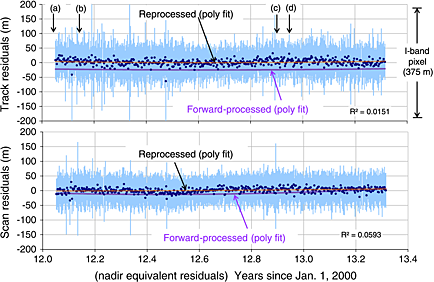 (a) (b) (c) (d)
Reprocessed (poly fit)
Track residuals (m)
200
150
100
50
0
-50
-100
-150
-200
I-band
pixel
(375 m)
Forward-processed (poly fit)
R² = 0.0151
Scan residuals (m)
200
150
100
50
0
-50
-100
-150
-200
Reprocessed (poly fit)
Forward-processed (poly fit)
R² = 0.0593
12.0 12.2 12.4 12.6 12.8 13.0 13.2 13.4
(nadir equivalent residuals) Years since Jan. 1, 2000